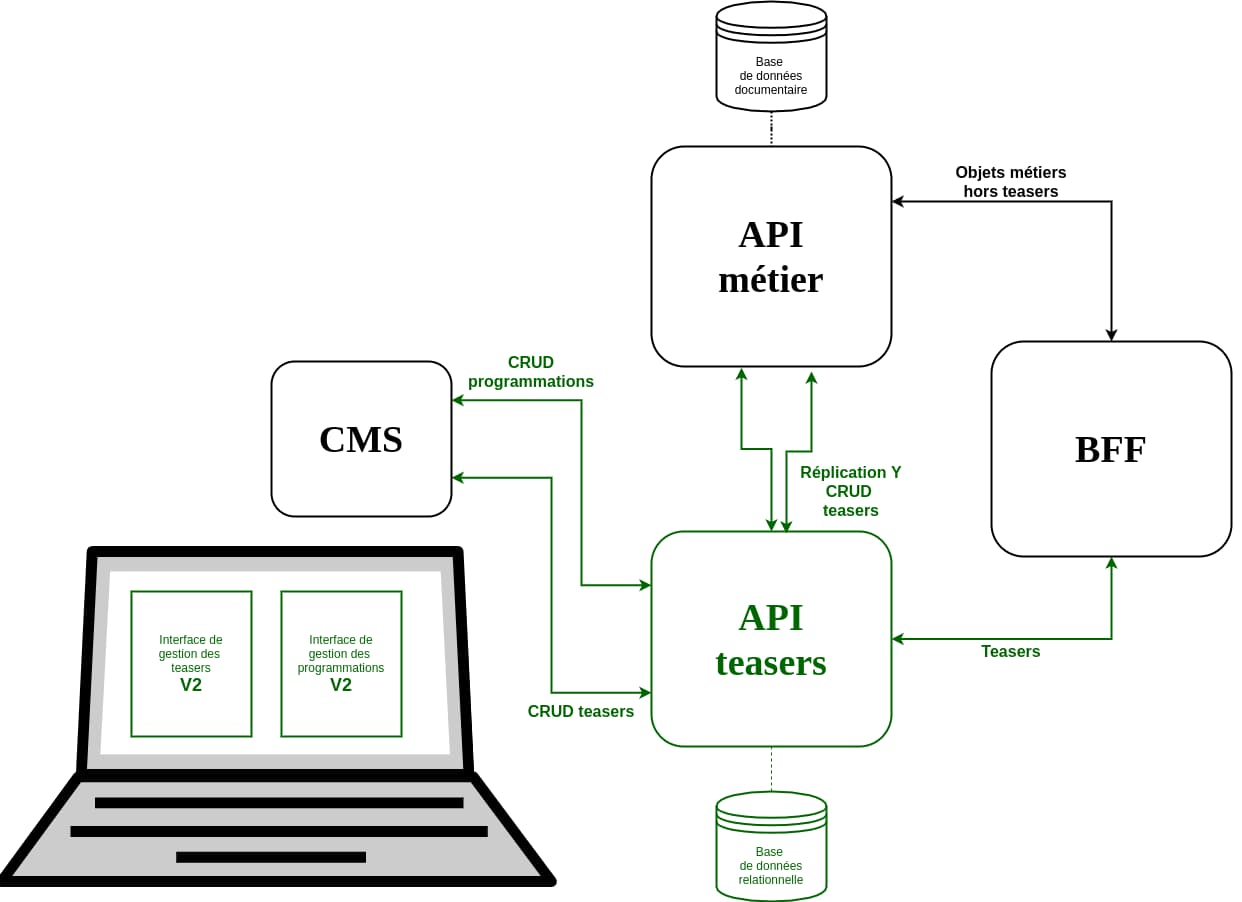 Base
de données
documentaire
Objets métiers
hors teasers
API
métier
CRUD
programmations
CMS
BFF
Réplication Y
CRUD
teasers
API
teasers
Teasers
CRUD teasers
Interface de
gestion des
teasers
V2
Interface de
gestion des
programmations
V2
Base
de données
relationnelle